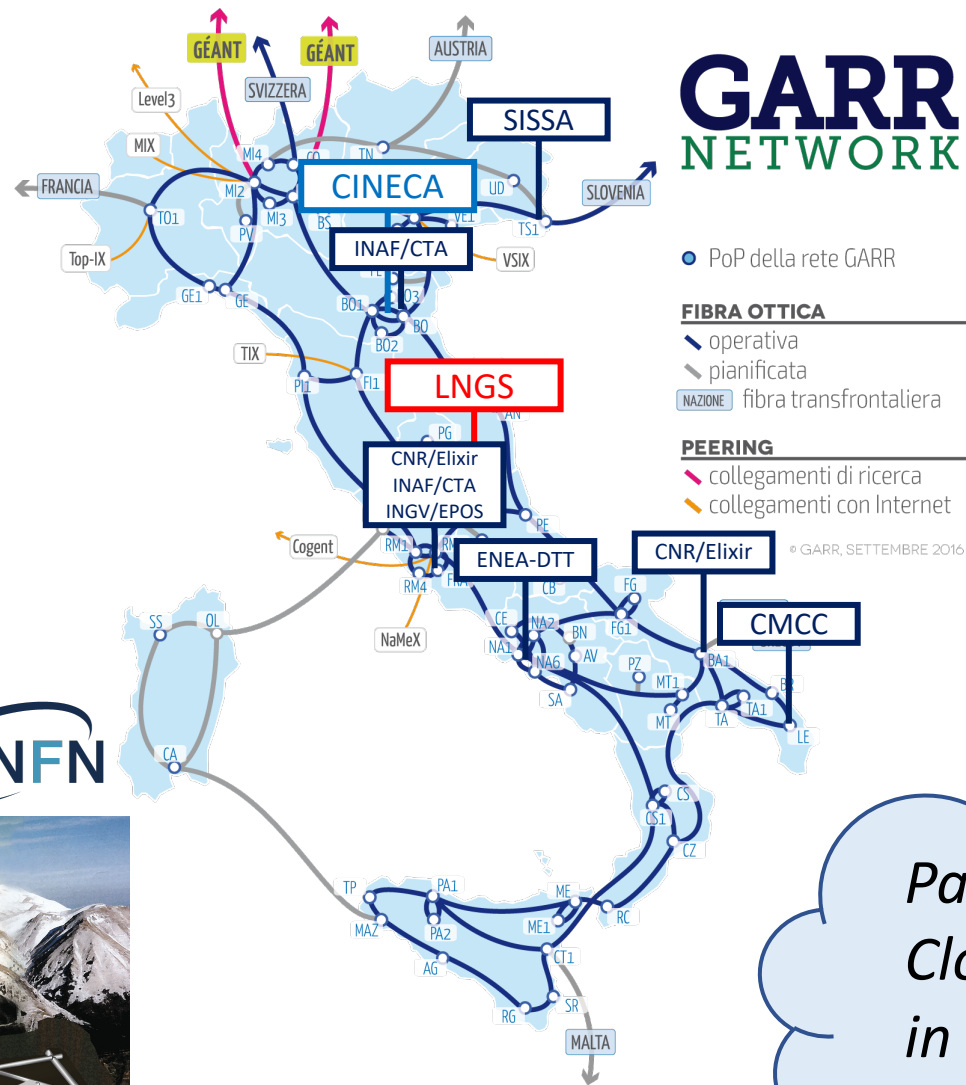 GÉANT
GÉANT
AUSTRIA
SVIZZERA
Level3
MIX
FRANCIA
Top-IX
SISSA
GARR
NETWORK
MI4
CO
TN
CINECA
UD
SLOVENIA
MI2
MI3
BS
PV
TO1
VE1
TS1
INAF/CTA
VSIX
PoP della rete GARR
GE1
GE
BO1
BO
BO2
FIBRA OTTICA
operativa
pianificata
NAZIONE fibra transfrontaliera
TIX
PI1
FI1
LNGS
AN
PG
PEERING
collegamenti di ricerca
collegamenti con Internet
CNR/Elixir
INAF/CTA
INGV/EPOS
PE
© GARR, SETTEMBRE 2016
Cogent
RM1
RM4
FRA
NaMeX
ENEA-DTT
CNR/Elixir
CB
FG
FG1
CMCC
SS
OL
CE
NA2
BN
NA1
NA6
AV
SA
PZ
MT1
MT
BA1
BR
TA
TA1
LE
NFN
CA
CS
CS1
CZ
TP
PA1
ME
MAZ
PA2
ME1
RC
AG
CT1
RG
SR
MALTA
Pa
Clo
in